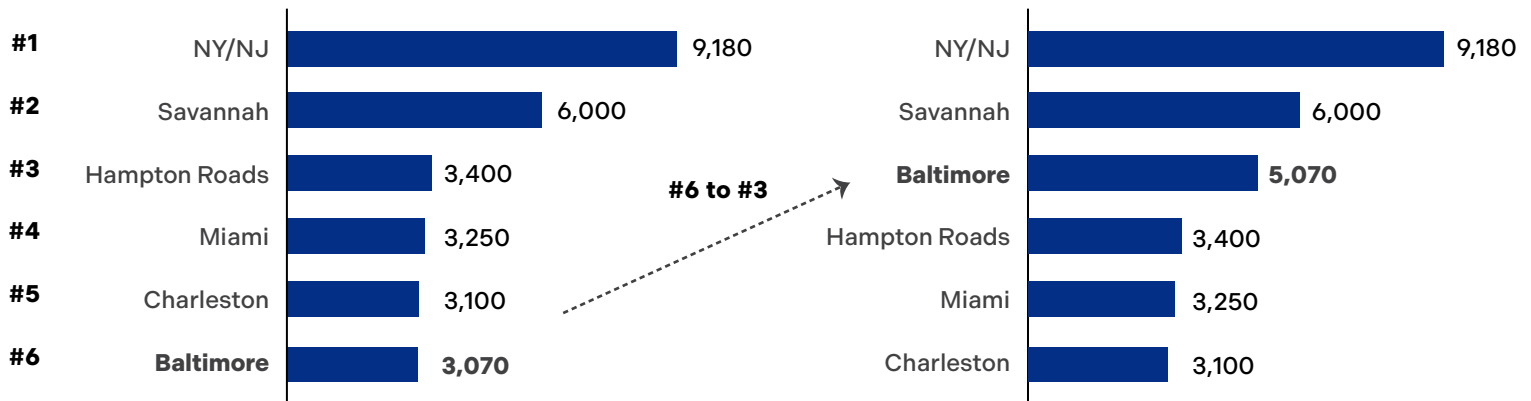 #1 NY/NJ 9,180 NY/NJ 9,180
#2 Savannah 6,000 Savannah 6,000
#3 Hampton Roads 3,400 #6 to #3 Baltimore 5,070
#4 Miami 3,250 Hampton Roads 3,400
#5 Charleston 3,100 Miami 3,250
#6 Baltimore 3,070 Charleston 3,100